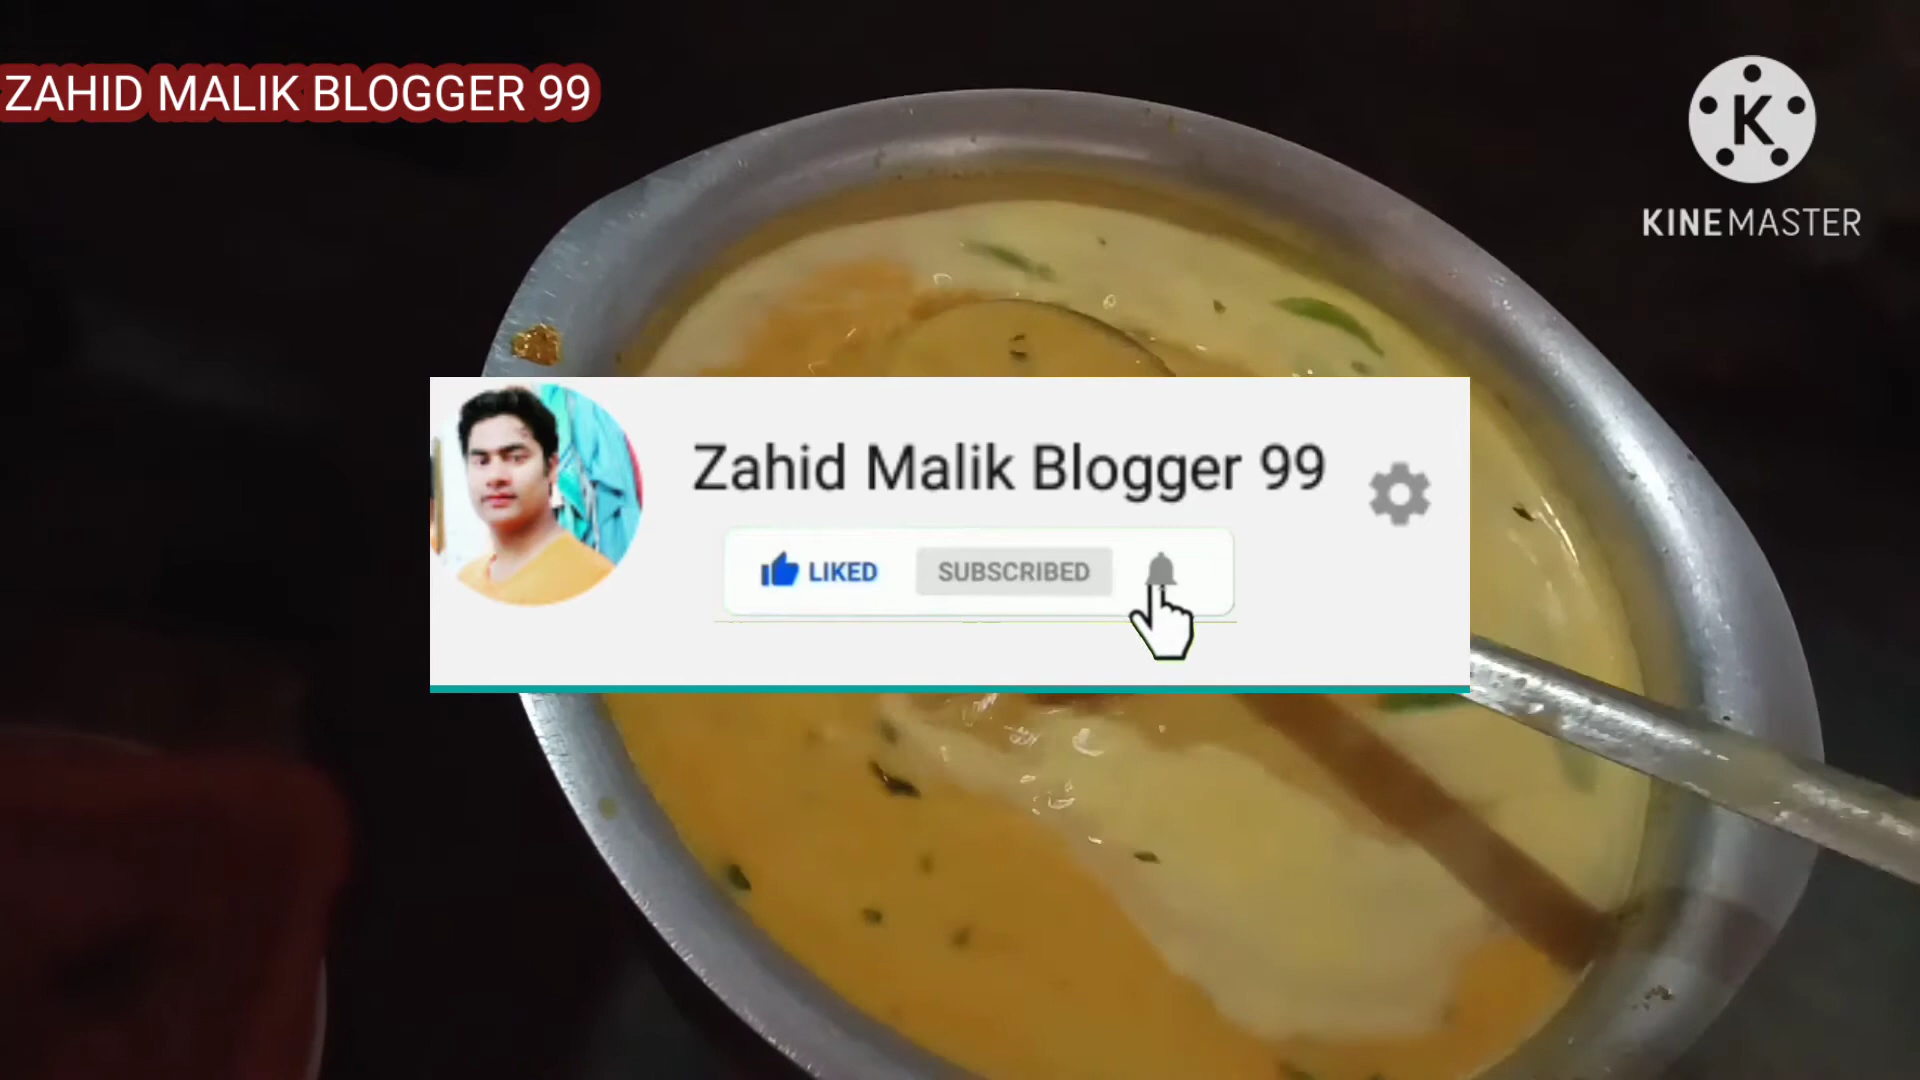 ZAHID MALIK BLOGGER 99
K
KINEMASTER
Zahid Malik Blogger 99
LIKED SUBSCRIBED